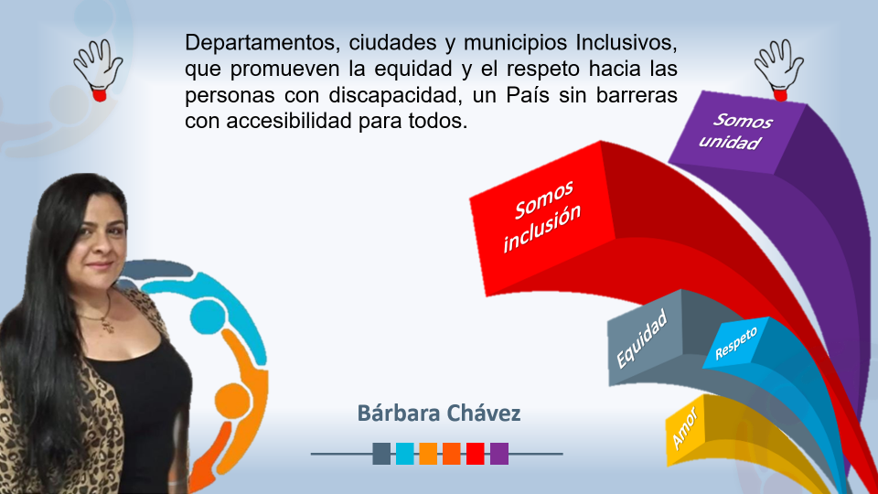 Departamentos, ciudades y municipios Inclusivos,
que promueven la equidad y el respeto hacia las
personas con discapacidad, un País sin barreras
con accesibilidad para todos.
Somos
unidad
Somos
inclusión
Equidad
Respeto
Amor
Bárbara Chávez